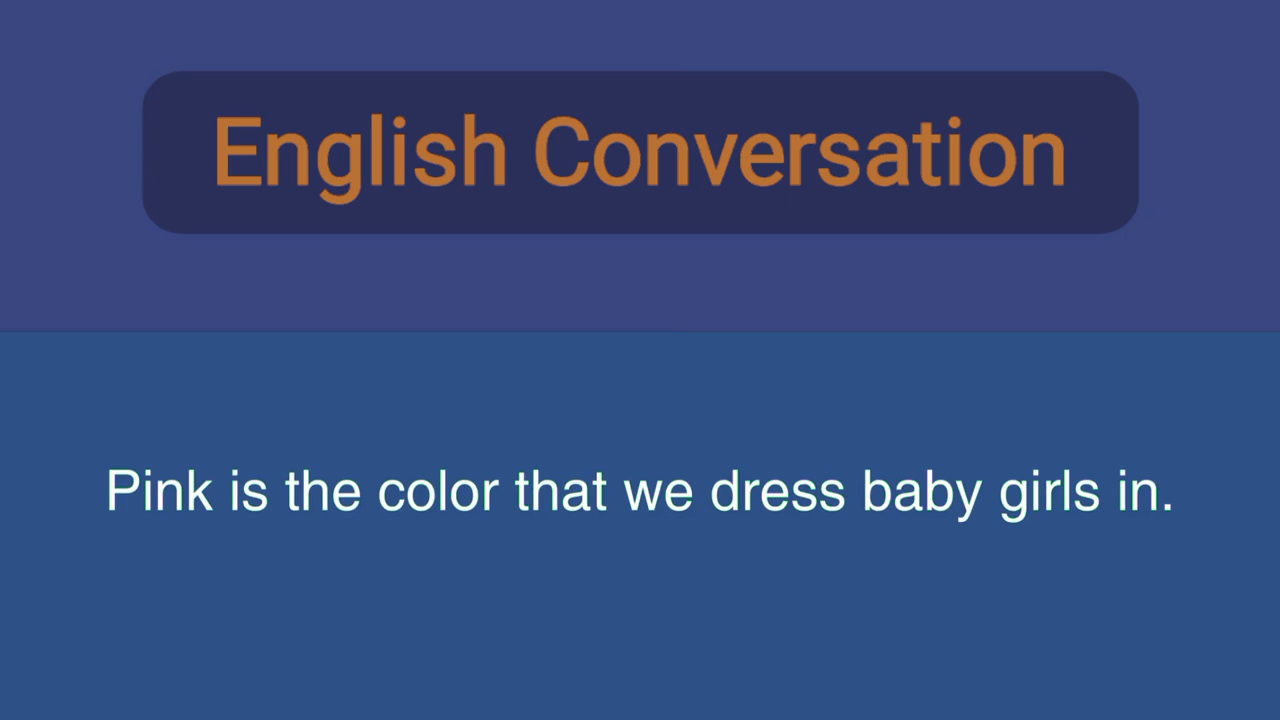 English Conversation
Pink is the color that we dress baby girls in.